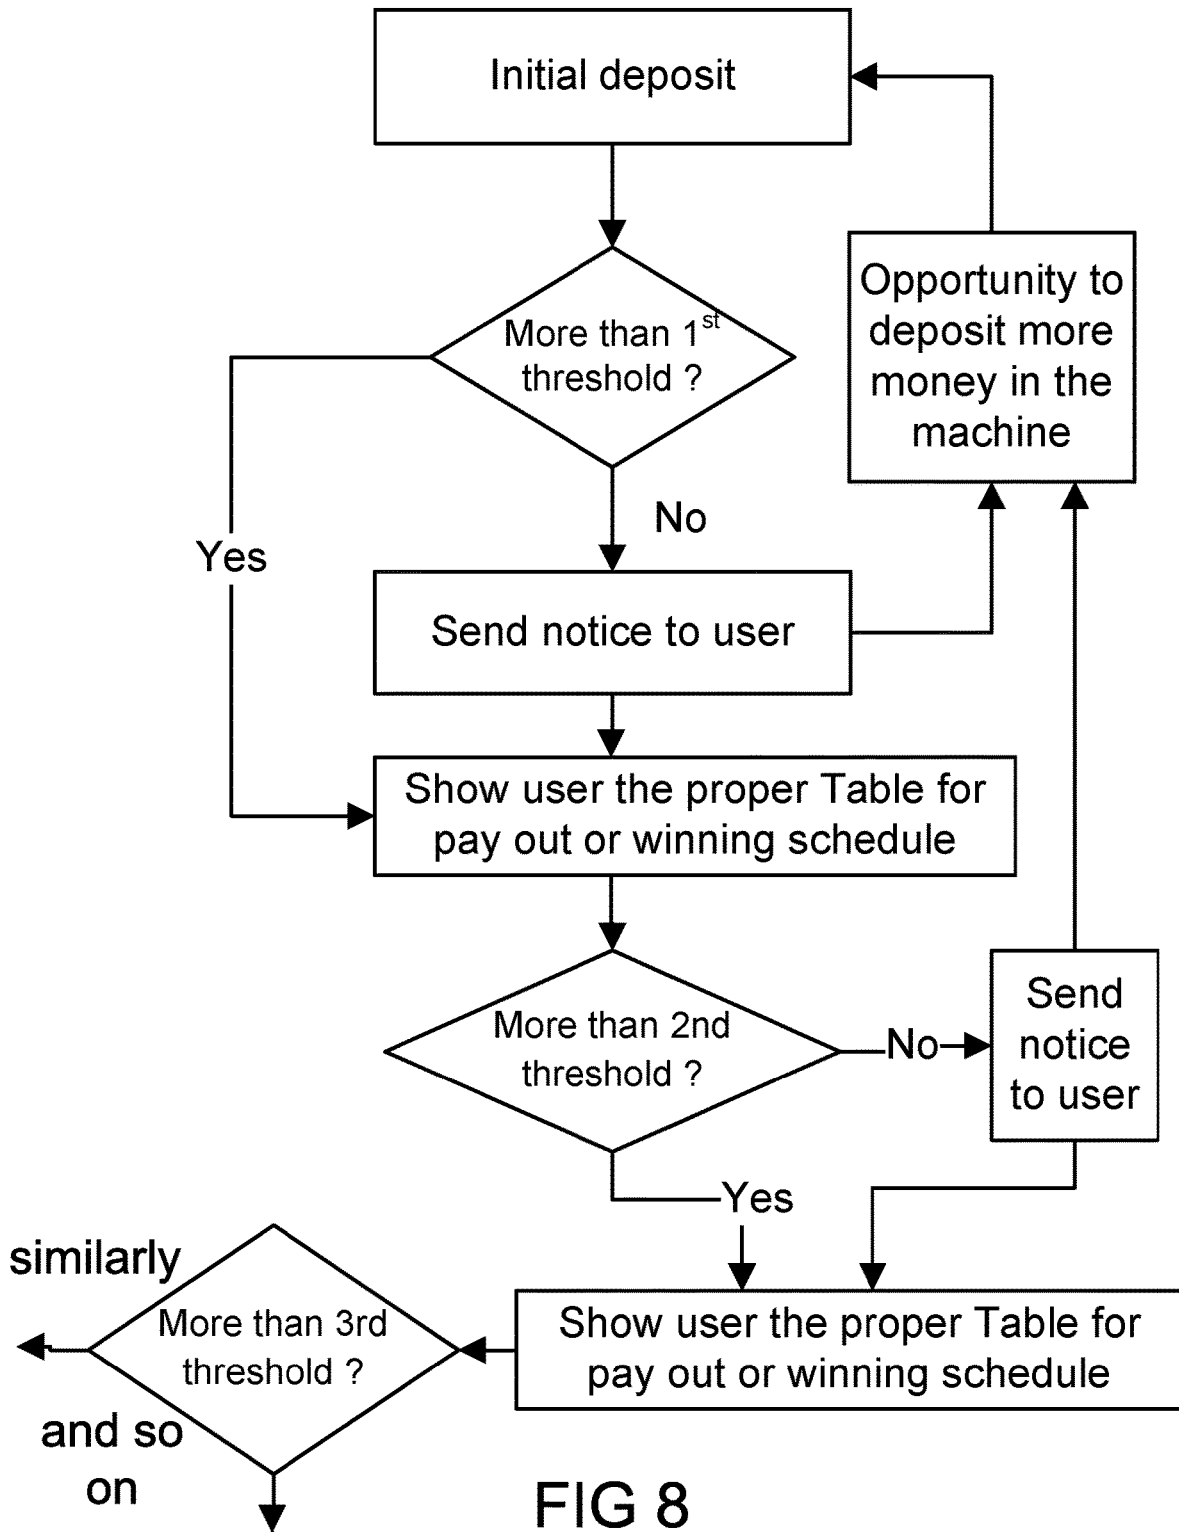 Initial deposit
Opportunity to
deposit more
money in the
machine
More than 1st
threshold ?
No
Yes
Send notice to user
Show user the proper Table for
pay out or winning schedule
More than 2nd
threshold ?
No
Send
notice
to user
Yes
similarly
More than 3rd
threshold ?
Show user the proper Table for
pay out or winning schedule
and so
on
FIG 8